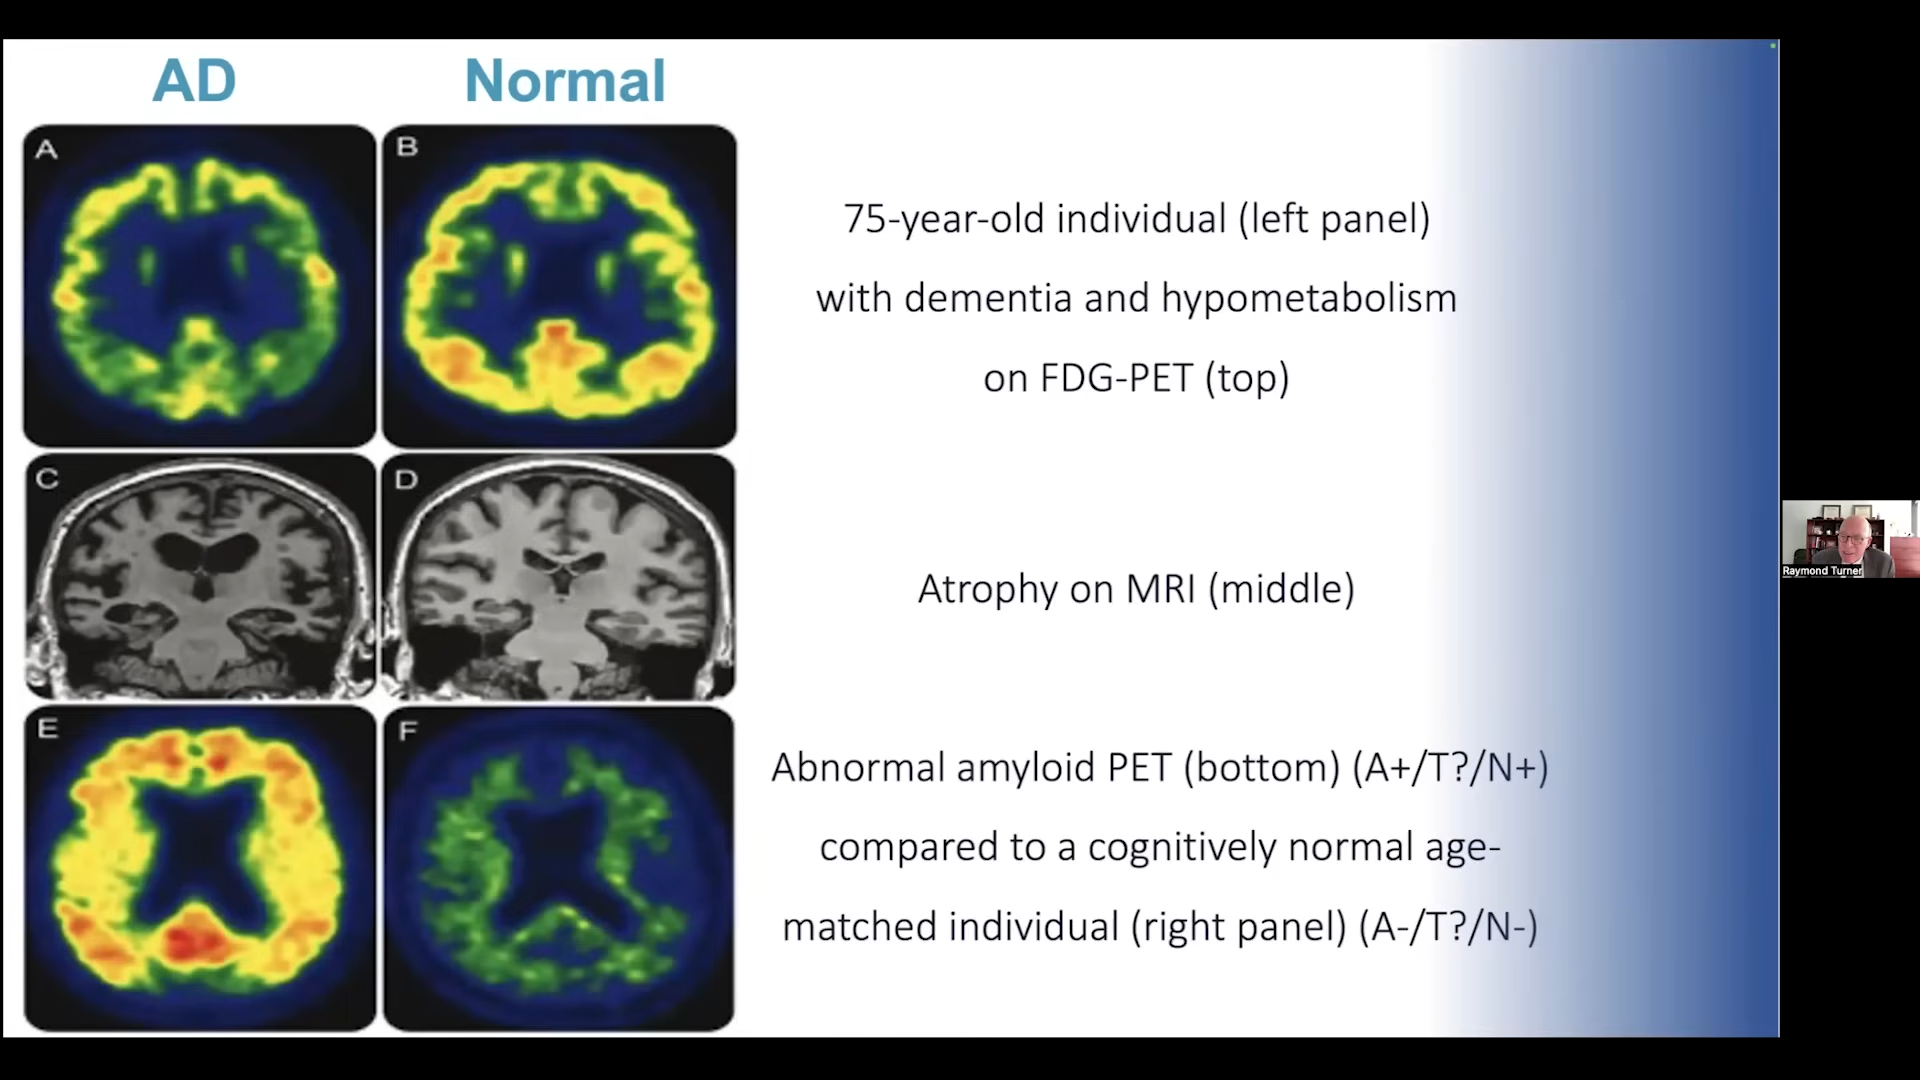 AD
Normal
A
B
75-year-old individual (left panel)
with dementia and hypometabolism
on FDG-PET (top)
C
D
Atrophy on MRI (middle)
Raymond Turner
E
F
Abnormal amyloid PET (bottom) (A+/T?/N+)
compared to a cognitively normal age-
matched individual (right panel) (A-/T?/N-)